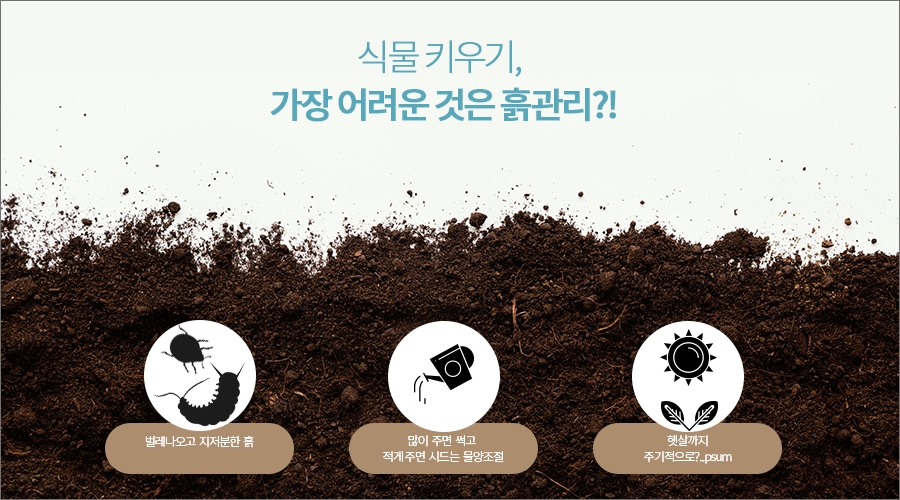 식물 키우기,
가장 어려운 것은 흙관리?!
벌레나오고 지저분한 흙
많이 주면 썩고
적게주면 시드는 물양조절
햇살까지
주기적으로?..psum